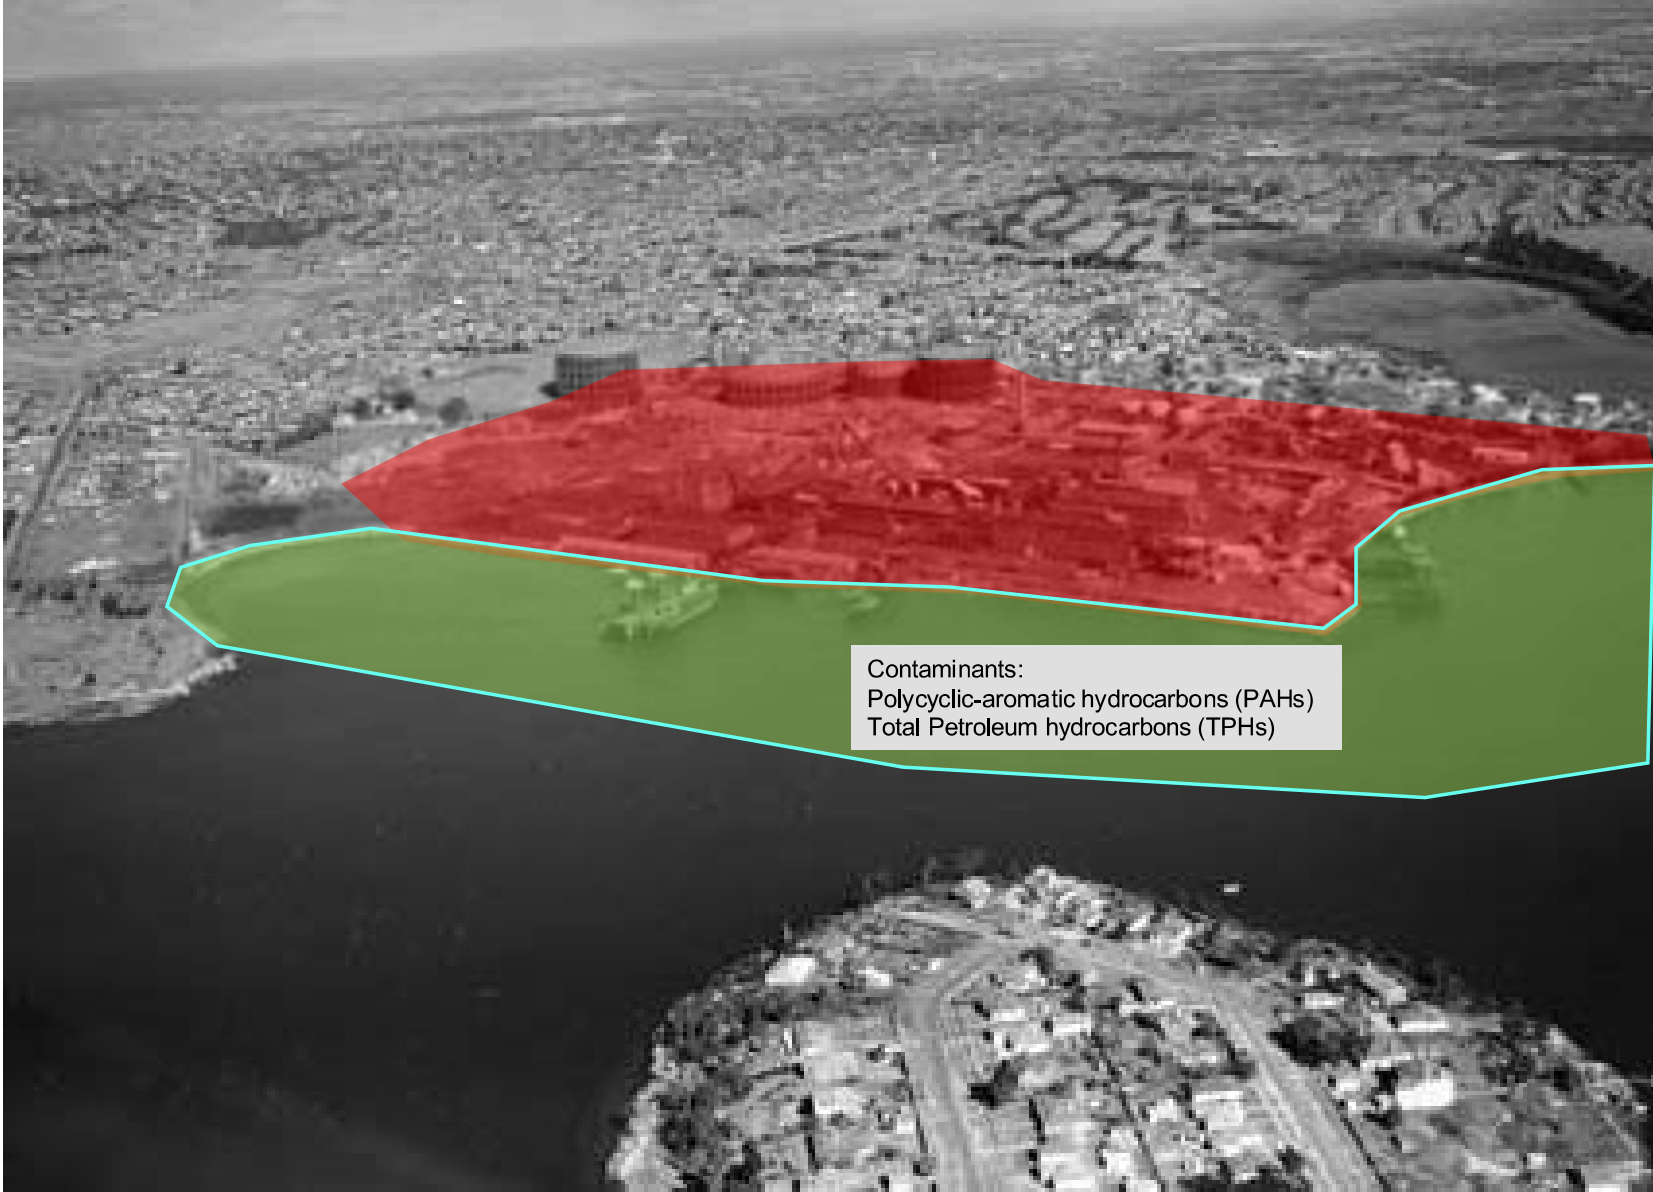 Contaminants:
Polycyclic-aromatic hydrocarbons (PAHs)
Total Petroleum hydrocarbons (TPHs)